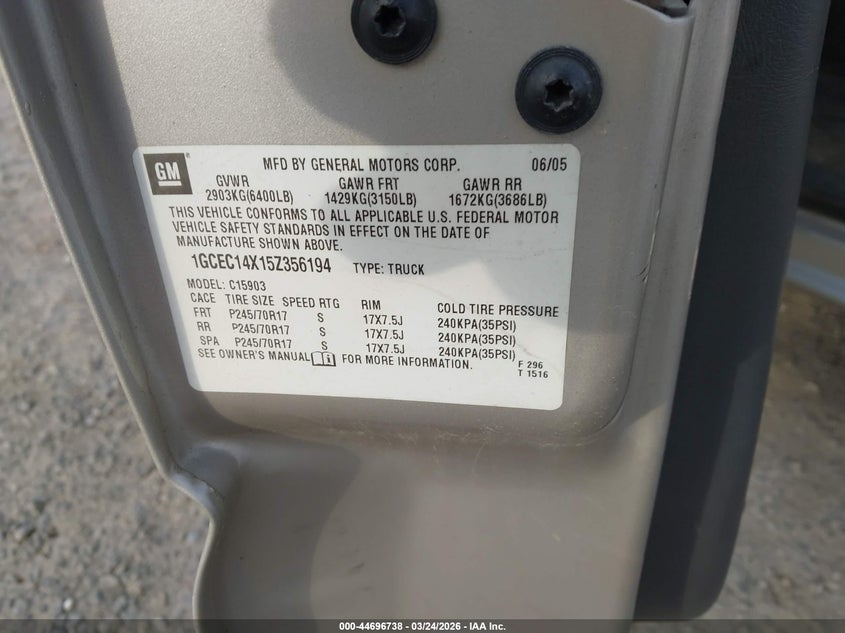 GM
MFD BY GENERAL MOTORS CORP. 06/05
GVWR GAWR FRT GAWR RR
2903KG(6400LB) 1429KG(3150LB) 1672KG(3686LB)
THIS VEHICLE CONFORMS TO ALL APPLICABLE U.S. FEDERAL MOTOR
VEHICLE SAFETY STANDARDS IN EFFECT ON THE DATE OF
MANUFACTURE SHOWN ABOVE.
1GCEC14X15Z356194 TYPE: TRUCK
MODEL: C15903
CACE TIRE SIZE SPEED RTG RIM COLD TIRE PRESSURE
FRT P245/70R17 S 17X7.5J 240KPA(35PSI)
RR P245/70R17 S 17X7.5J 240KPA(35PSI)
SPA P245/70R17 S 17X7.5J 240KPA(35PSI)
SEE OWNER'S MANUAL FOR MORE INFORMATION.
F 296
T 1516
000-44696738 — 03/24/2026 — IAA Inc.